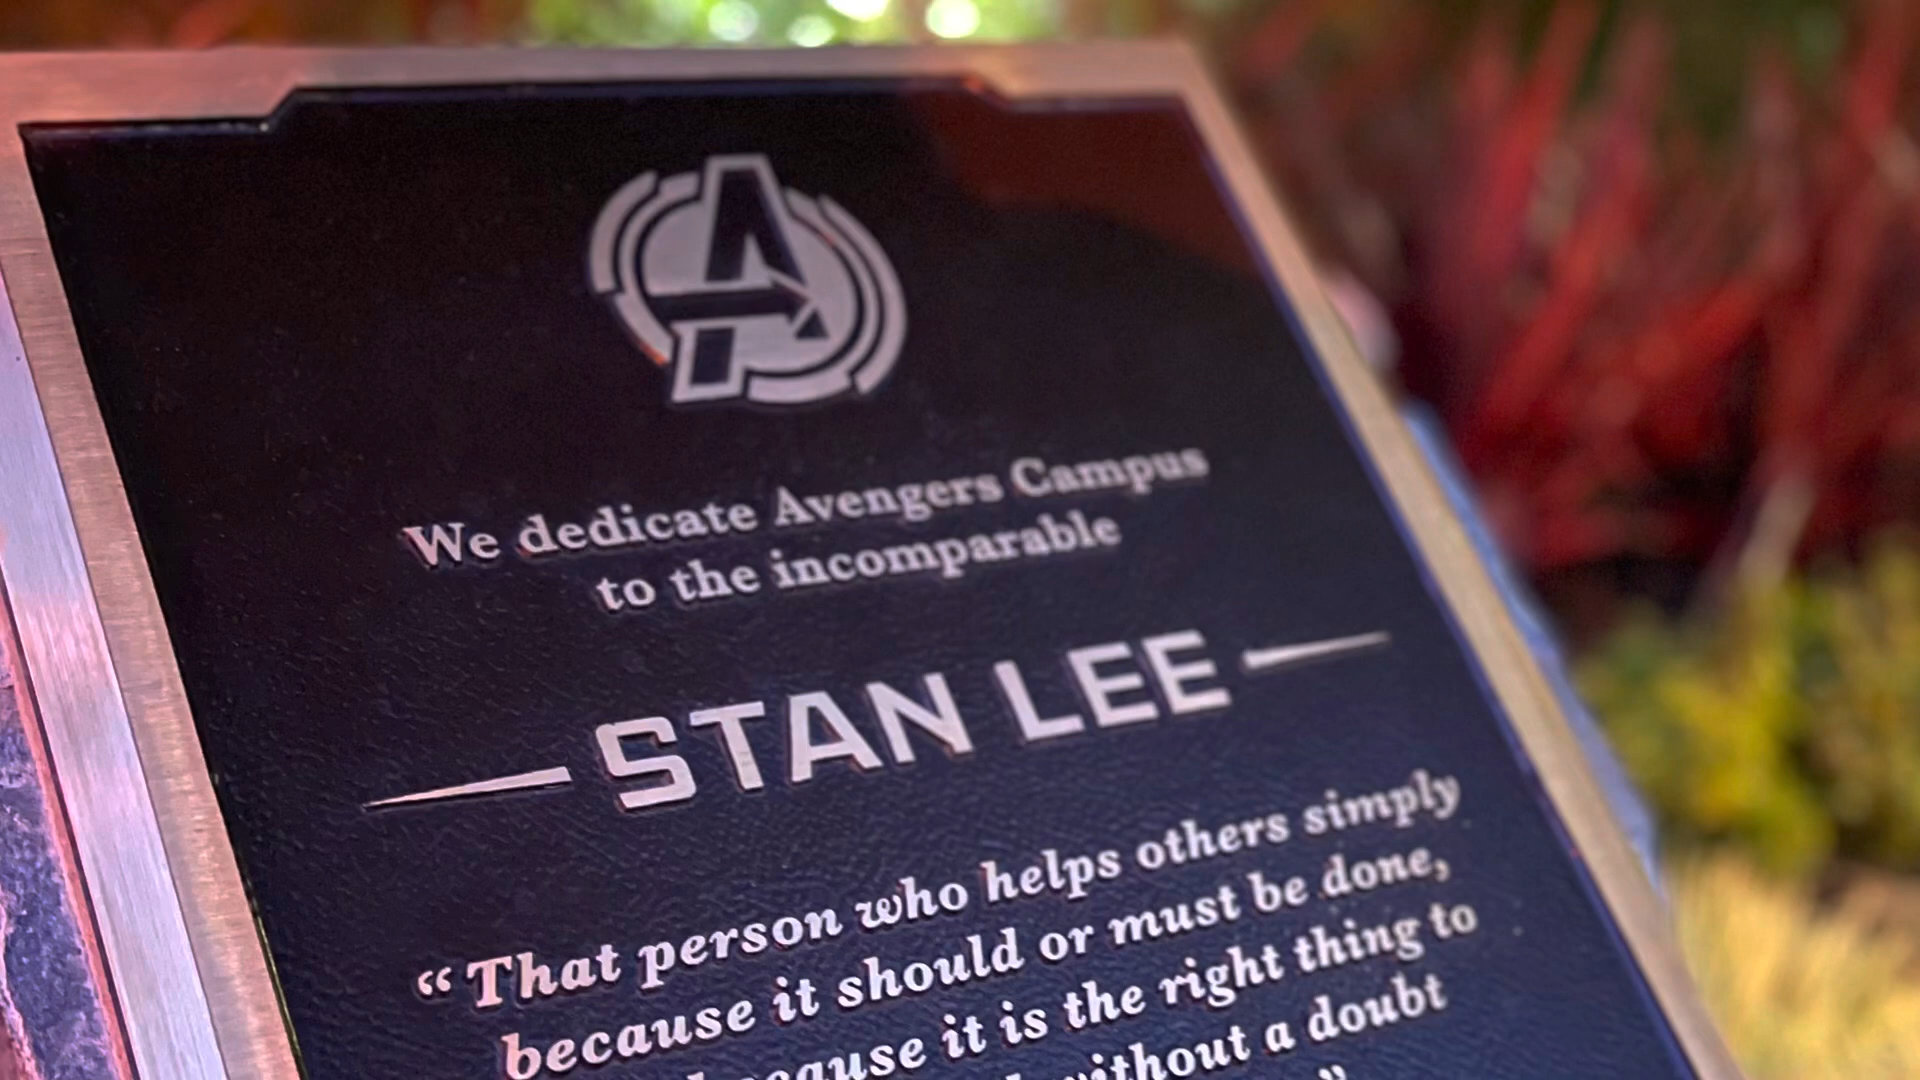 We dedicate Avengers Campus
to the incomparable
STAN LEE
“That person who helps others simply
because it should or must be done,
because it is the right thing to
without a doubt
”